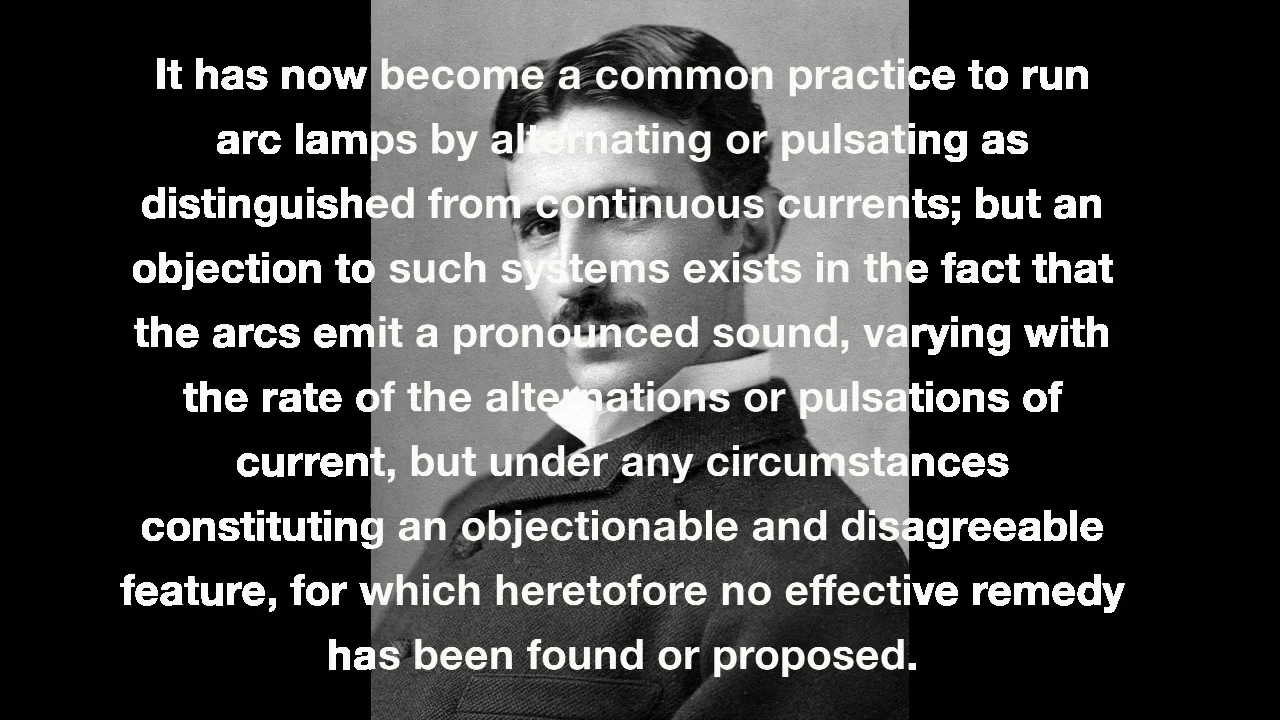 It has now become a common practice to run
arc lamps by alternating or pulsating as
distinguished from continuous currents; but an
objection to such systems exists in the fact that
the arcs emit a pronounced sound, varying with
the rate of the alternations or pulsations of
current, but under any circumstances
constituting an objectionable and disagreeable
feature, for which heretofore no effective remedy
has been found or proposed.